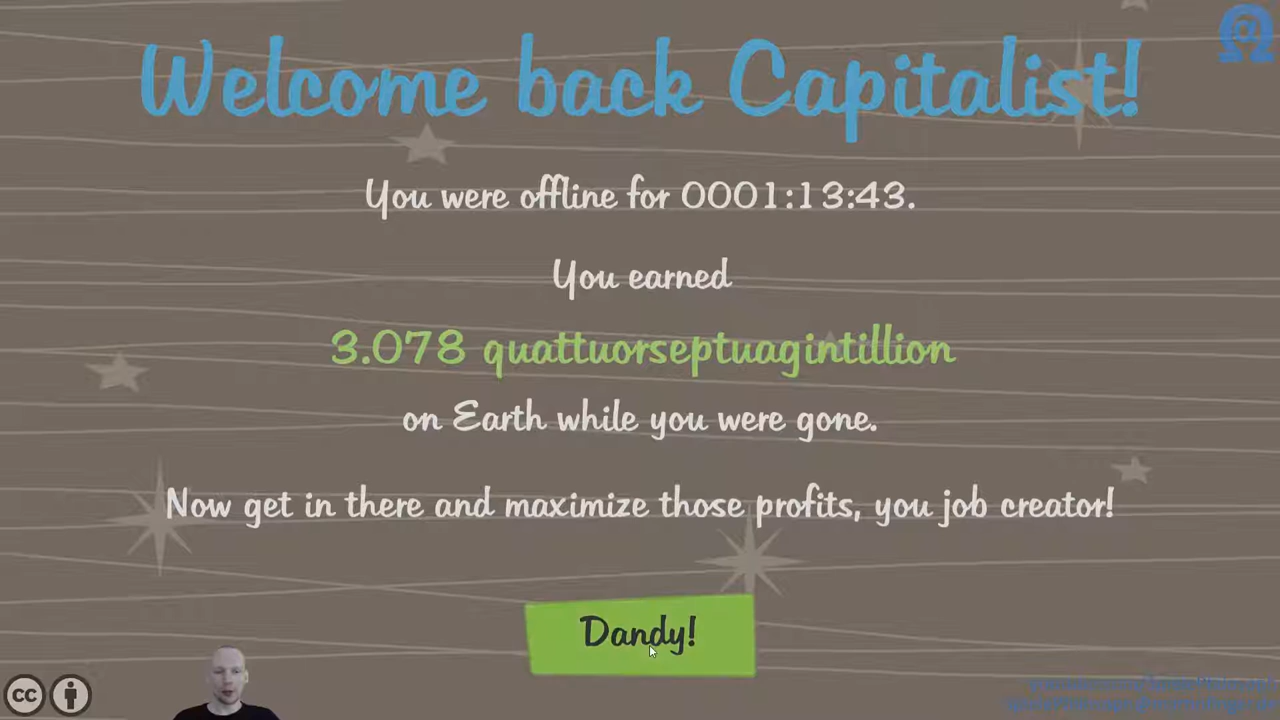 Welcome back Capitalist!
You were offline for 0001:13:43.
You earned
3.078 quattuorseptuagintillion
on Earth while you were gone.
Now get in there and maximize those profits, you job creator!
Dandy!
cc